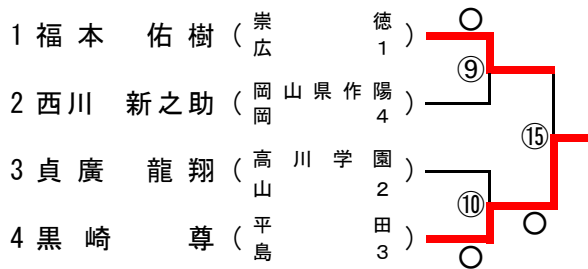 1 福本 佑樹 (崇徳 広1) ○
⑨
2 西川 新之助 (岡山県作陽 岡4)
⑮
3 貞廣 龍翔 (高川学園 山2)
⑩ ○
4 黒崎 尊 (平田 島3) ○